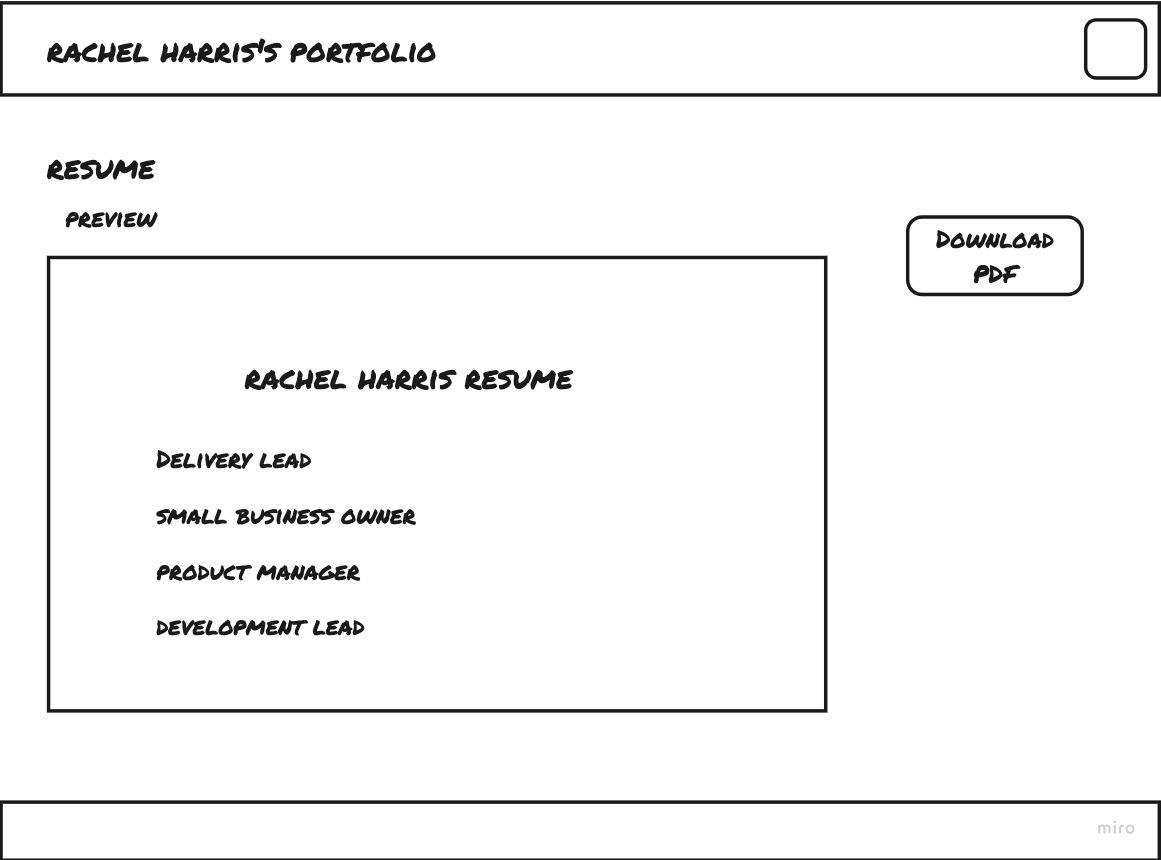 RACHEL HARRIS'S PORTFOLIO
RESUME
PREVIEW
DOWNLOAD
PDF
RACHEL HARRIS RESUME
DELIVERY LEAD
SMALL BUSINESS OWNER
PRODUCT MANAGER
DEVELOPMENT LEAD
miro